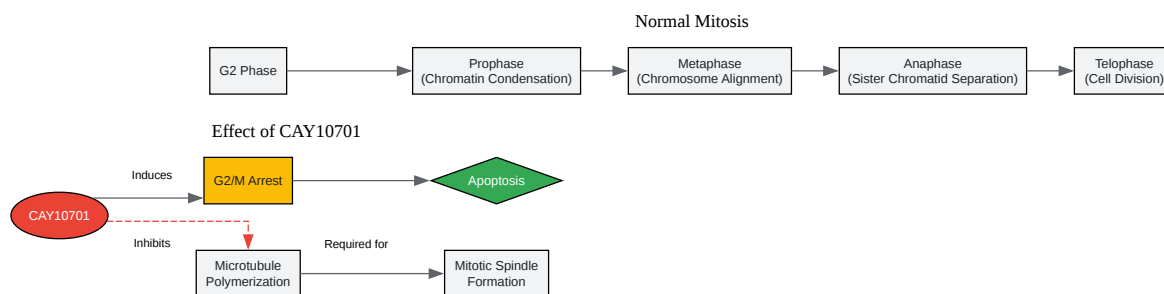 Normal Mitosis
G2 Phase
Prophase
(Chromatin Condensation)
Metaphase
(Chromosome Alignment)
Anaphase
(Sister Chromatid Separation)
Telophase
(Cell Division)
Effect of CAY10701
Induces
G2/M Arrest
Apoptosis
CAY10701
Inhibits
Required for
Microtubule
Polymerization
Mitotic Spindle
Formation